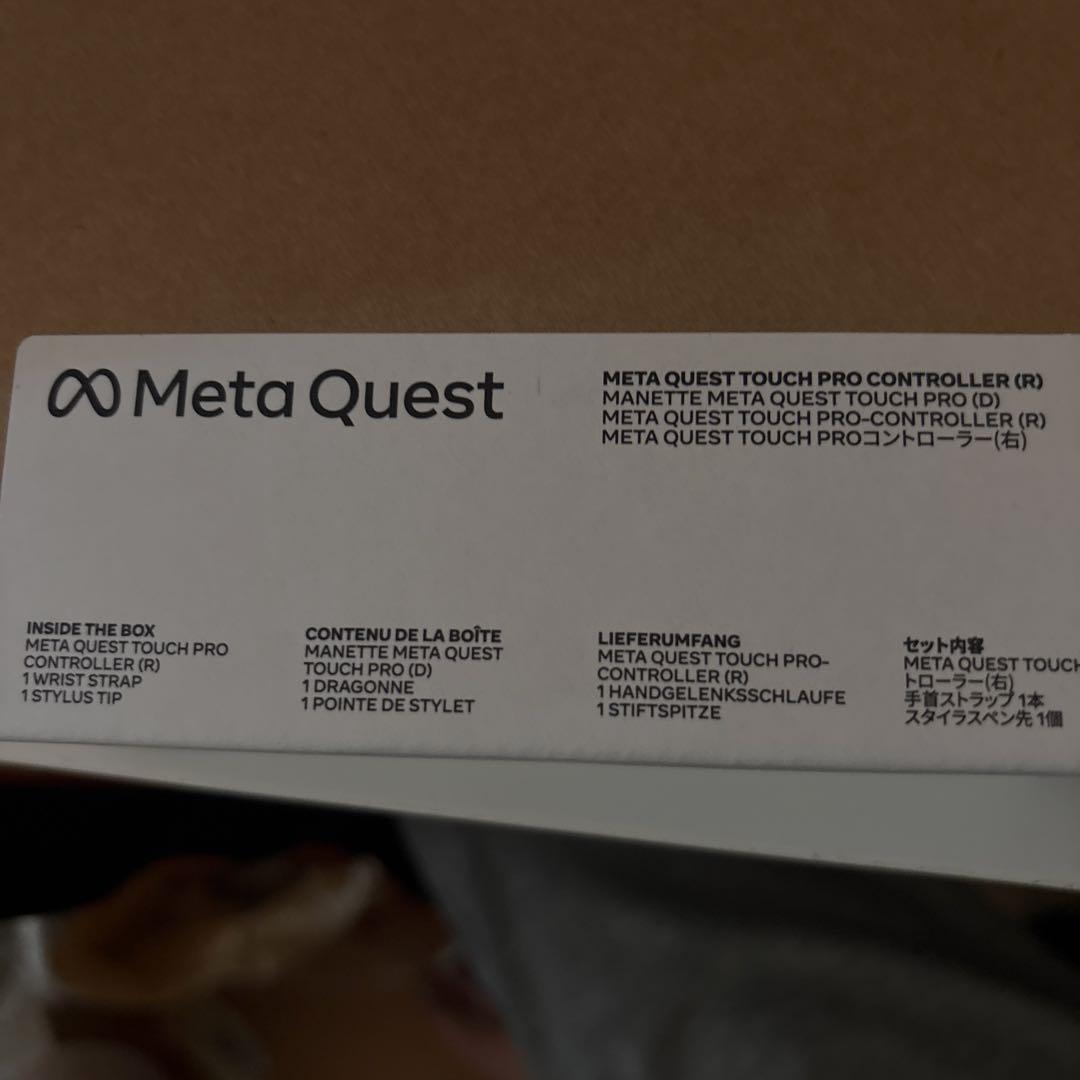 Meta Quest
META QUEST TOUCH PRO CONTROLLER (R)
MANETTE META QUEST TOUCH PRO (D)
META QUEST TOUCH PRO-CONTROLLER (R)
META QUEST TOUCH PROコントローラー(右)
INSIDE THE BOX
META QUEST TOUCH PRO
CONTROLLER (R)
1 WRIST STRAP
1 STYLUS TIP
CONTENU DE LA BOÎTE
MANETTE META QUEST
TOUCH PRO (D)
1 DRAGONNE
1 POINTE DE STYLET
LIEFERUMFANG
META QUEST TOUCH PRO-
CONTROLLER (R)
1 HANDGELENKSSCHLAUFE
1 STIFTSPITZE
セット内容
META QUEST TOUCH
トローラー(右)
手首ストラップ 1本
スタイラスペン先 1個